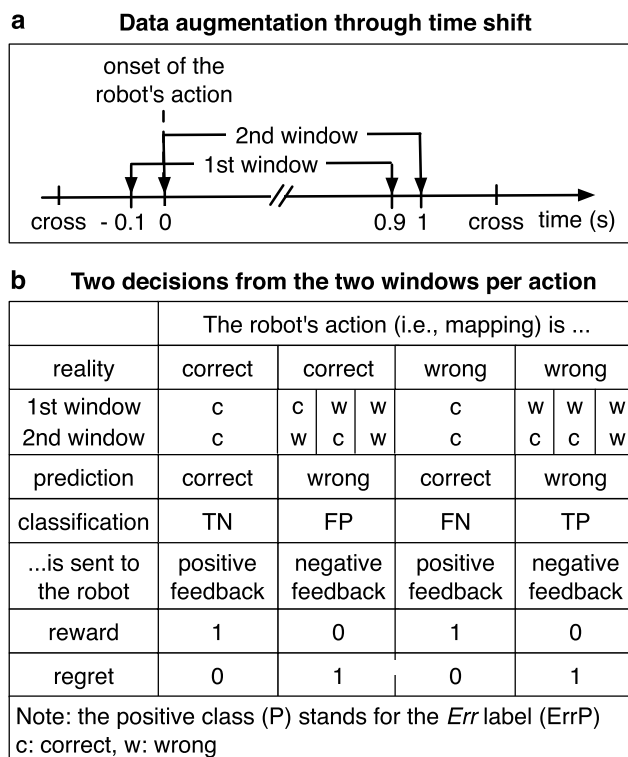 a Data augmentation through time shift
onset of the
robot's action
2nd window
1st window
cross - 0.1 0 0.9 1 cross time (s)
b Two decisions from the two windows per action
The robot's action (i.e., mapping) is ...
reality correct correct wrong wrong
1st window c c w w c w w w
2nd window c w c w c c c w
prediction correct wrong correct wrong
classification TN FP FN TP
...is sent to positive negative positive negative
the robot feedback feedback feedback feedback
reward 1 0 1 0
regret 0 1 0 1
Note: the positive class (P) stands for the Err label (ErrP)
c: correct, w: wrong